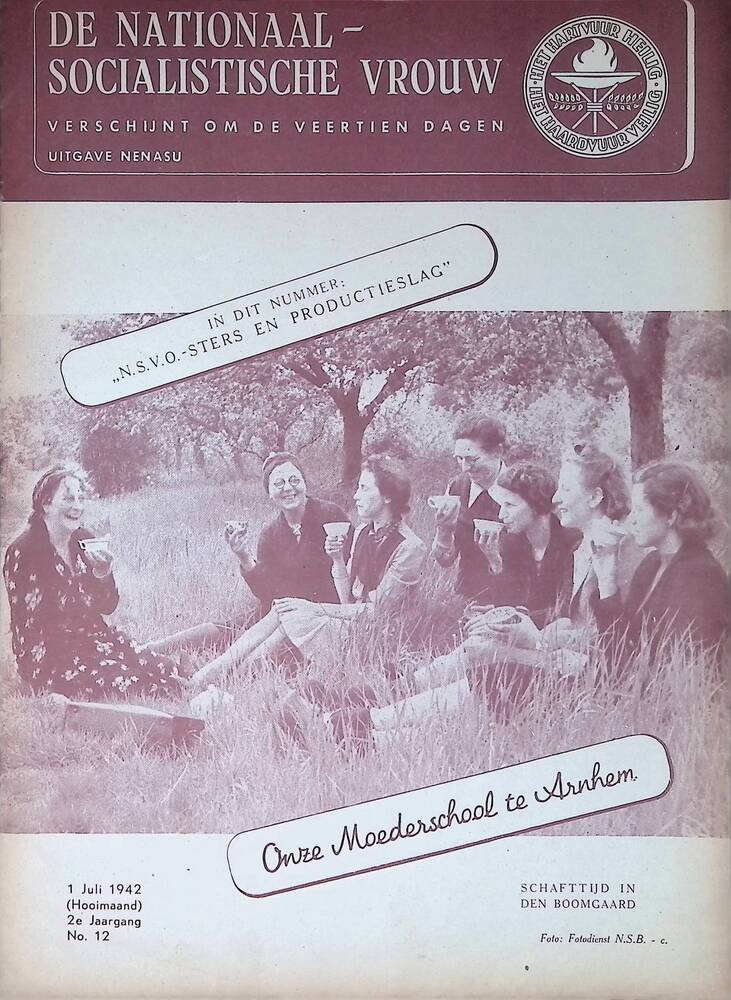 DE NATIONAAL-
SOCIALISTISCHE VROUW
VERSCHIJNT OM DE VEERTIEN DAGEN
UITGAVE NENASU
HET HARTVUUR HEILIG
HET HAARDVUUR VEILIG
IN DIT NUMMER:
„N.S.V.O.-STERS EN PRODUCTIESLAG”
Onze Moederschool te Arnhem.
1 Juli 1942
(Hooimaand)
2e Jaargang
No. 12
SCHAFTTIJD IN
DEN BOOMGAARD
Foto: Fotodienst N.S.B. - c.